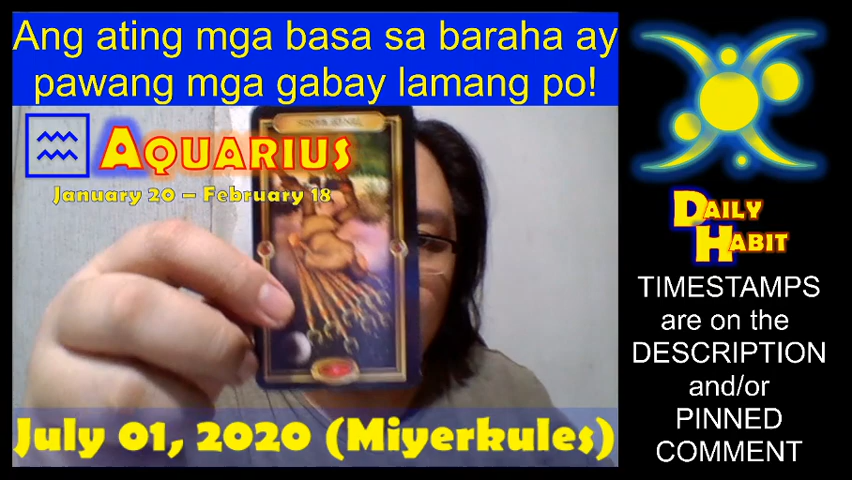 Ang ating mga basa sa baraha ay
pawang mga gabay lamang po!
AQUARIUS
January 20 – February 18
July 01, 2020 (Miyerkules)
DAILY
HABIT
TIMESTAMPS
are on the
DESCRIPTION
and/or
PINNED
COMMENT